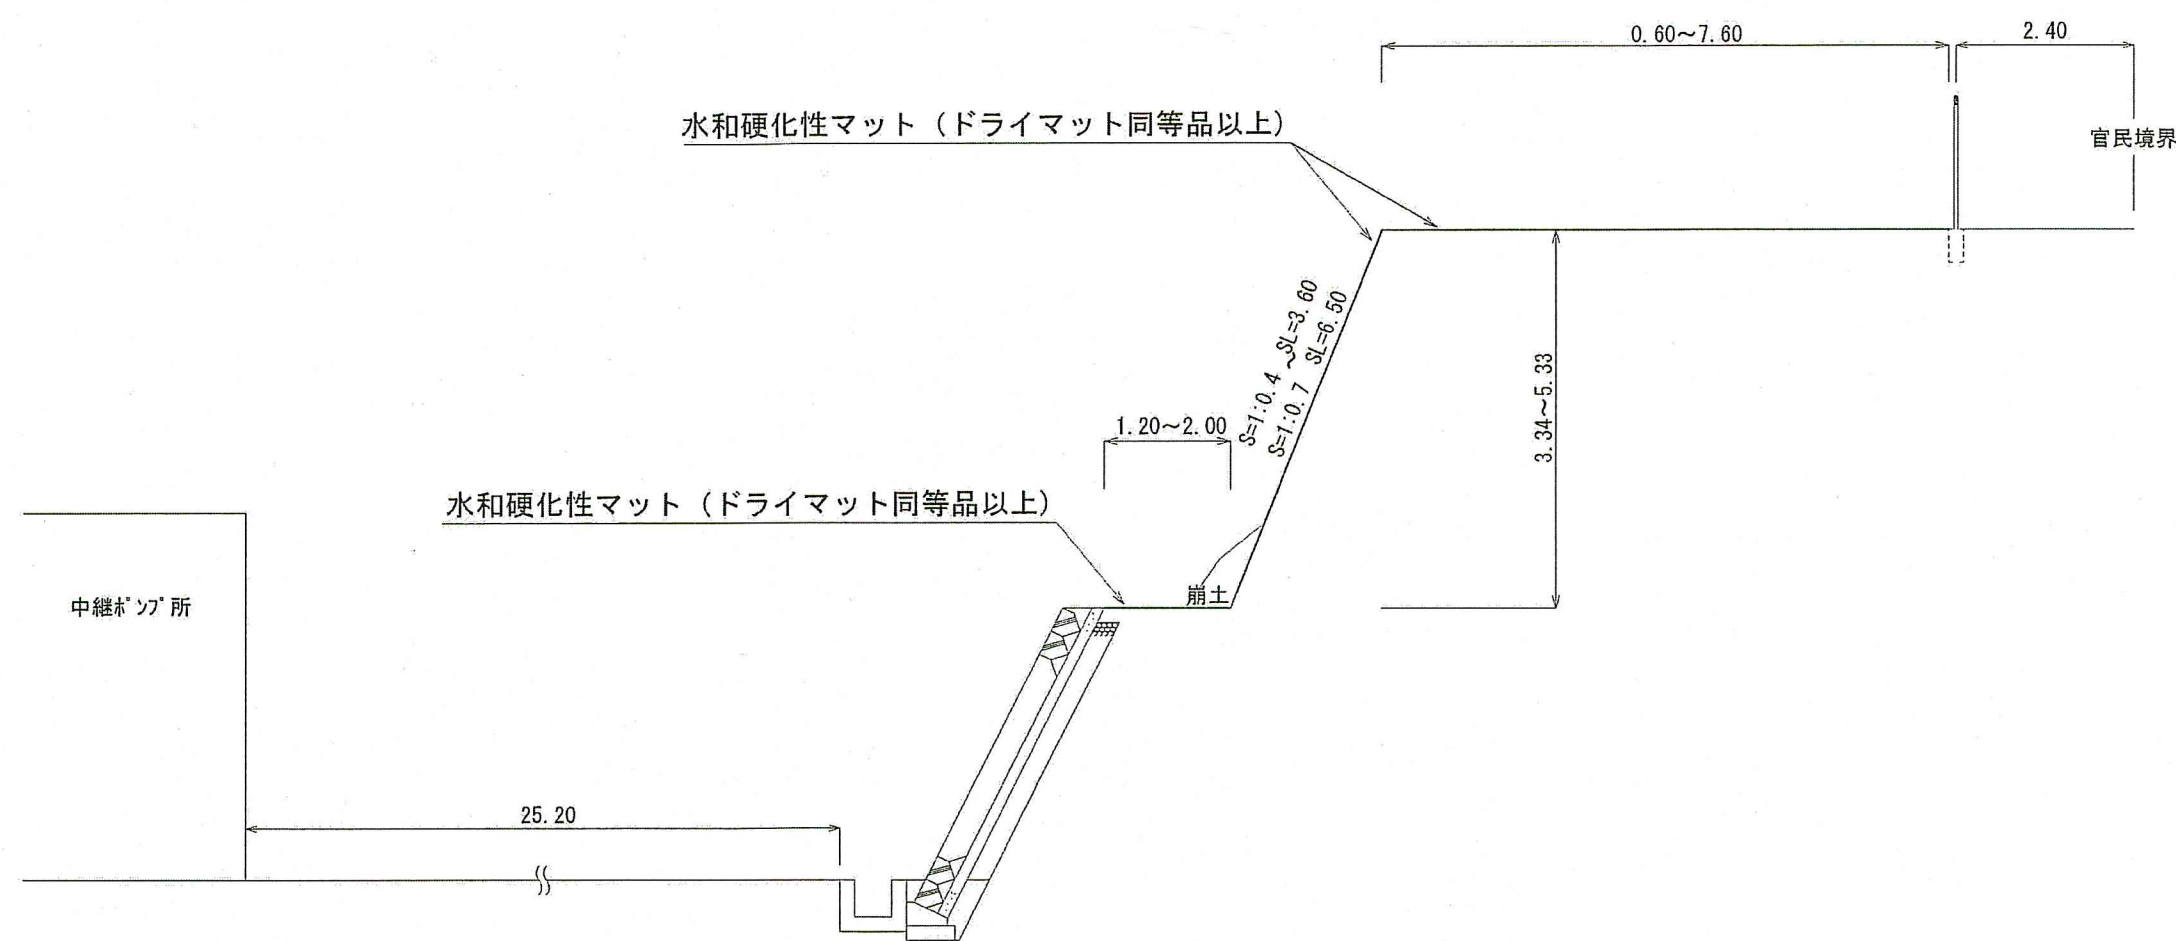 0.60～7.60
2.40
水和硬化性マット（ドライマット同等品以上）
官民境界
S=1:0.4 ～ SL=3.60
S=1:0.7 SL=6.50
3.34～5.33
1.20～2.00
水和硬化性マット（ドライマット同等品以上）
崩土
中継ﾎﾟﾝﾌﾟ所
25.20